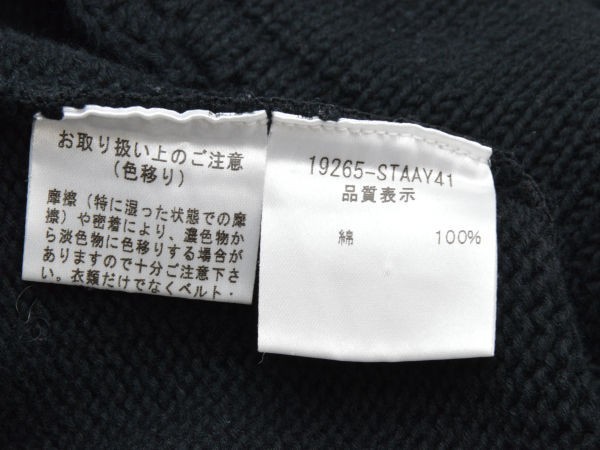 お取り扱い上のご注意
(色移り)
摩擦(特に湿った状態での摩
擦)や密着により、濃色物か
ら淡色物に色移りする場合が
ありますので十分ご注意下さ
い。衣類だけでなくベルト・
19265-STAAY41
品質表示
綿 100%